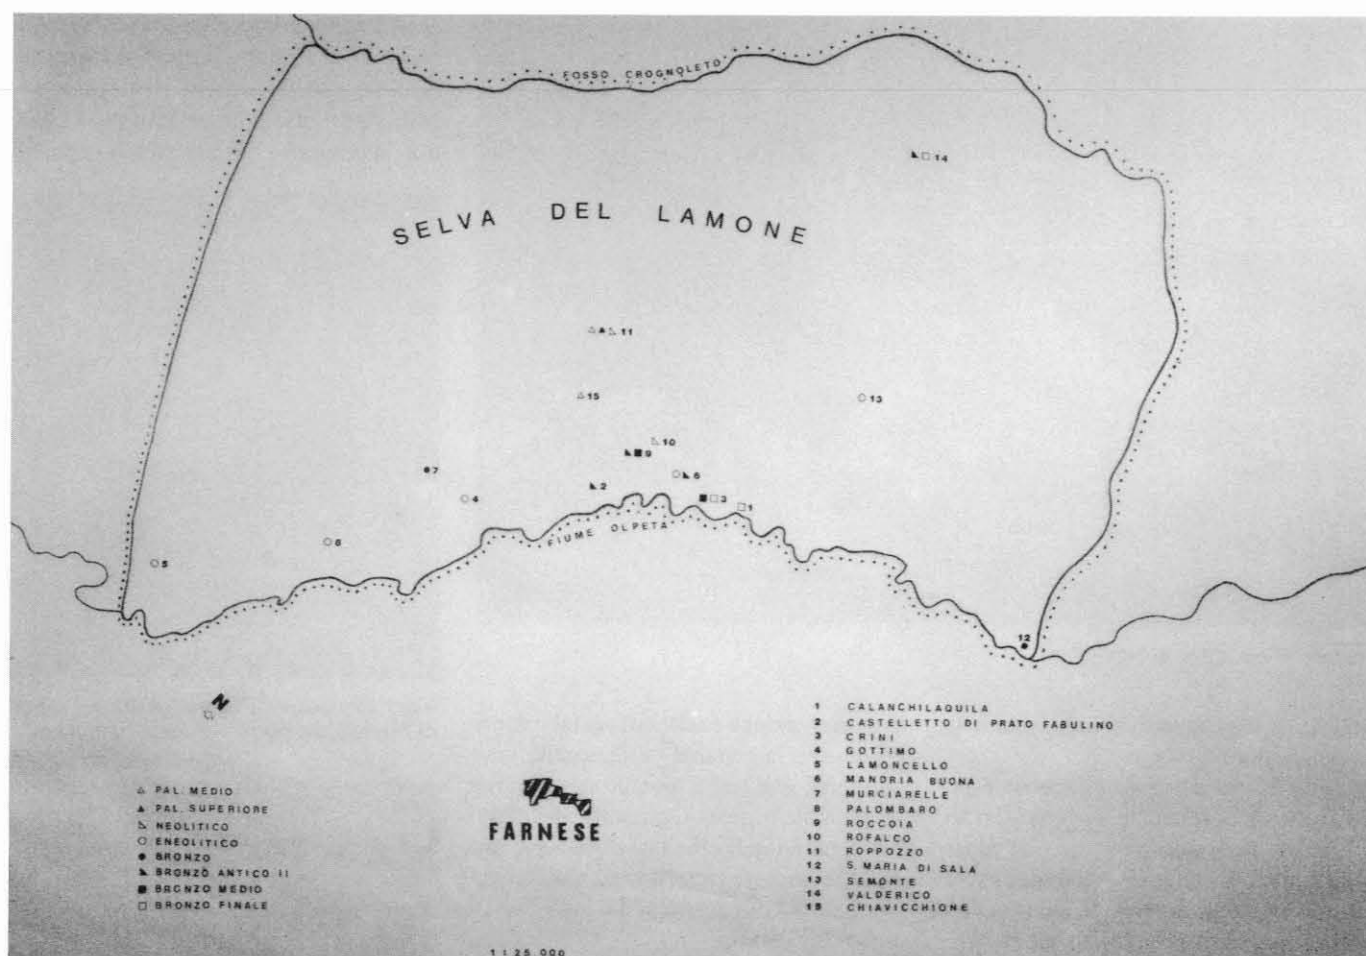 FOSSO CROGNOLETO
14
SELVA DEL LAMONE
11
15
13
10
9
7
6
2
4
3
1
FIUME OLPETA
8
5
12
N
1 CALANCHILAQUILA
2 CASTELLETTO DI PRATO FABULINO
3 CRINI
4 GOTTIMO
5 LAMONCELLO
6 MANDRIA BUONA
7 MURCIARELLE
8 PALOMBARO
9 ROCCOIA
10 ROFALCO
11 ROPPOZZO
12 S. MARIA DI SALA
13 SEMONTE
14 VALDERICO
15 CHIAVICCHIONE
PAL. MEDIO
PAL. SUPERIORE
NEOLITICO
ENEOLITICO
BRONZO
BRONZO ANTICO II
BRONZO MEDIO
BRONZO FINALE
FARNESE
1:25.000